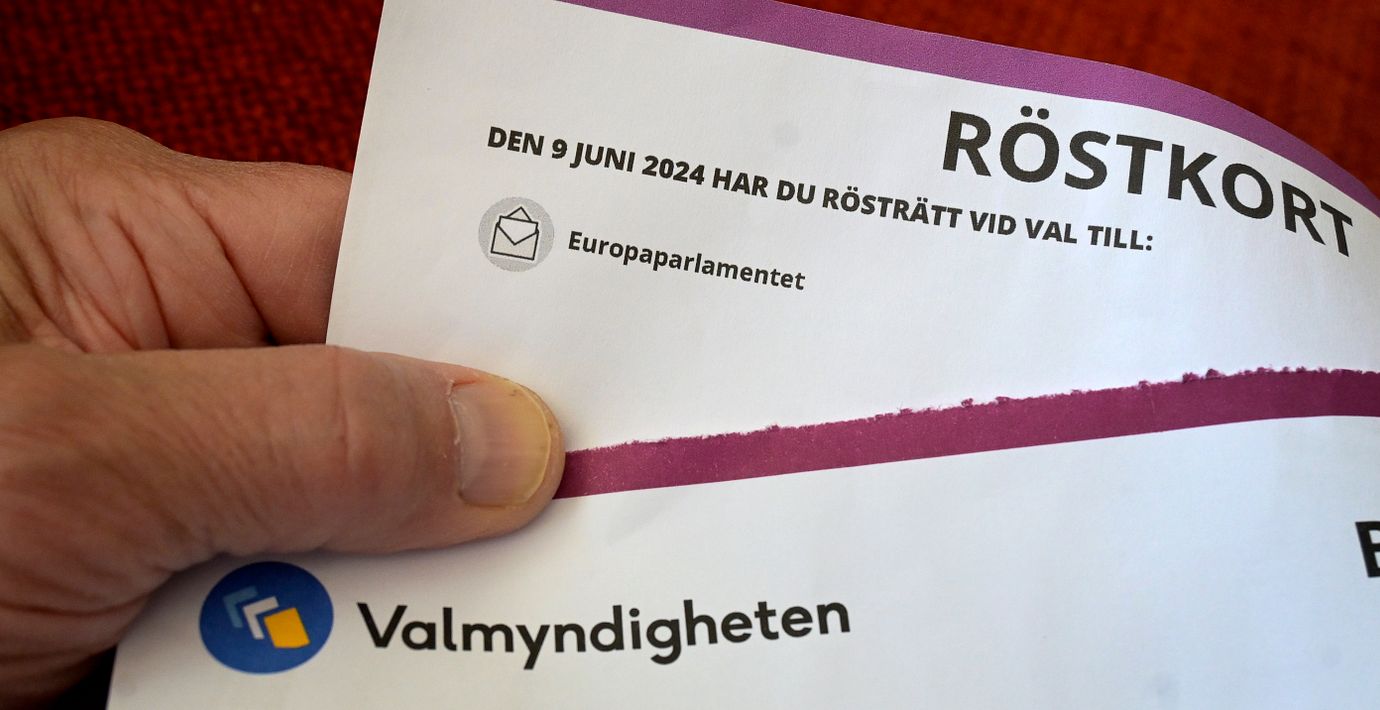 RÖSTKORT
DEN 9 JUNI 2024 HAR DU RÖSTRÄTT VID VAL TILL:
Europaparlamentet
Valmyndigheten